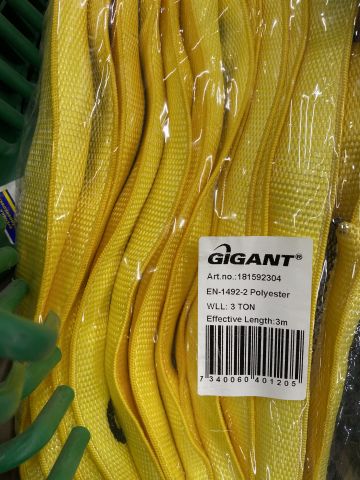 GIGANT®
Art.no.:181592304
EN-1492-2 Polyester
WLL: 3 TON
Effective Length:3m
7 340060 401205